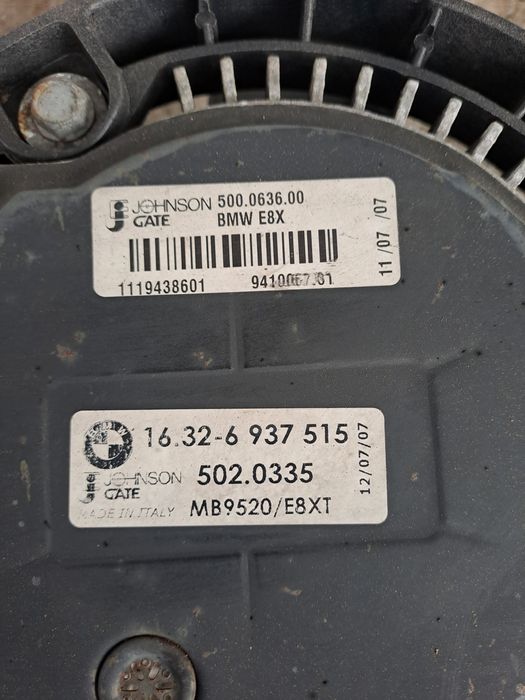 JOHNSON 500.0636.00
GATE BMW E8X
1119438601
11/07 /07
BMW
16.32-6 937 515
JOHNSON 502.0335
GATE
MADE IN ITALY MB9520/E8XT
12/07/07